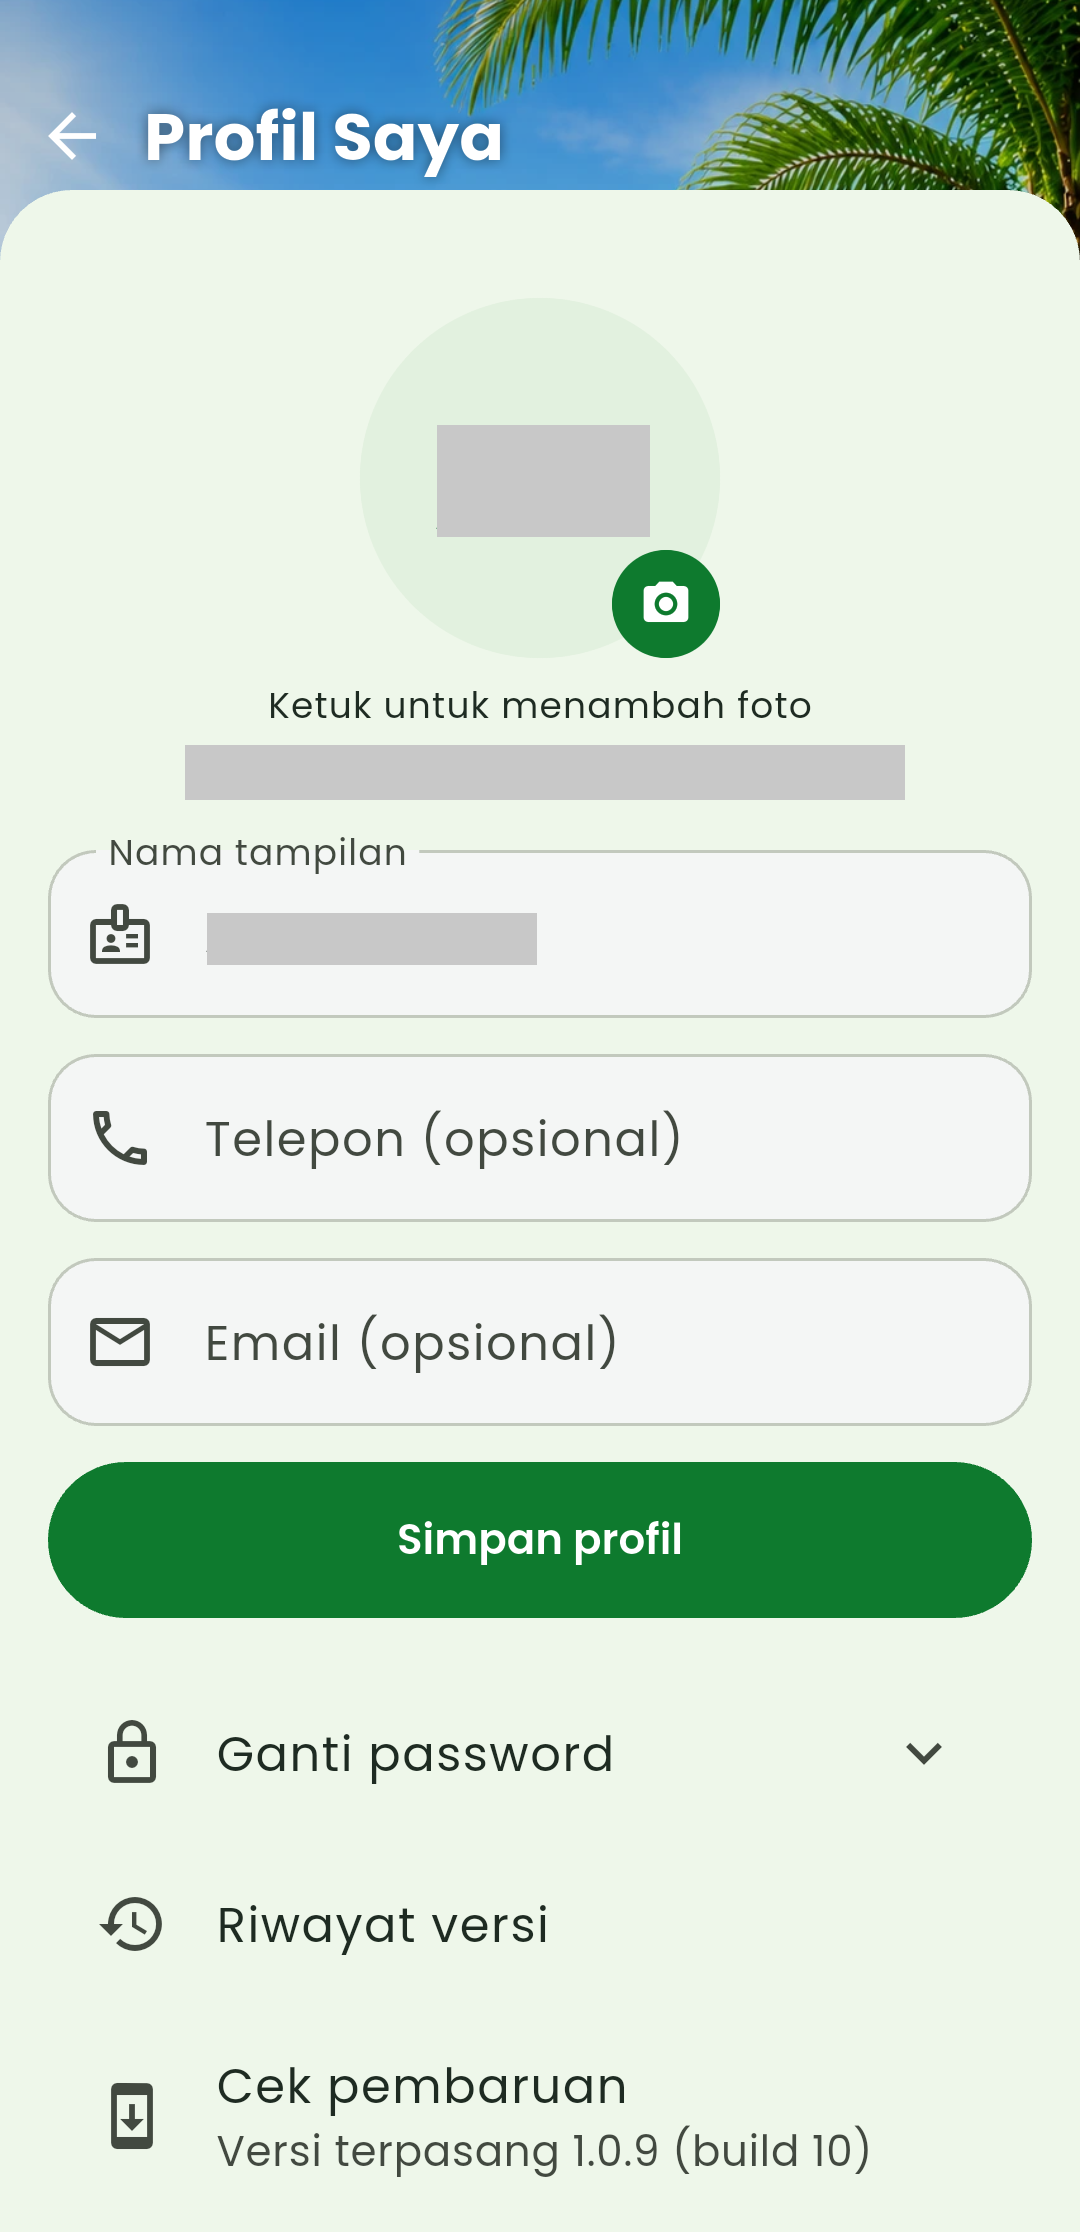 Profil Saya
Ketuk untuk menambah foto
Nama tampilan
Telepon (opsional)
Email (opsional)
Simpan profil
Ganti password
Riwayat versi
Cek pembaruan
Versi terpasang 1.0.9 (build 10)